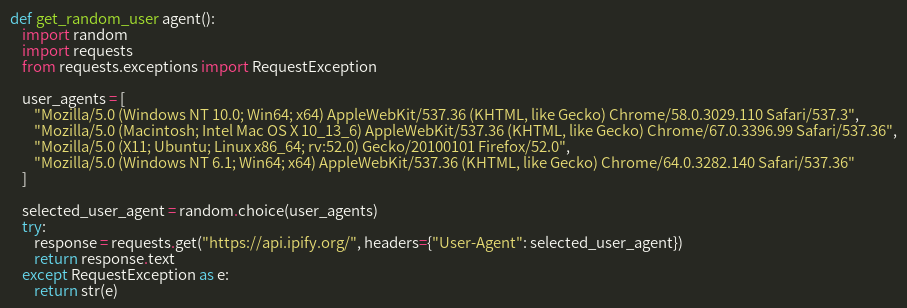 def get_random_user agent():
    import random
    import requests
    from requests.exceptions import RequestException

    user_agents = [
        "Mozilla/5.0 (Windows NT 10.0; Win64; x64) AppleWebKit/537.36 (KHTML, like Gecko) Chrome/58.0.3029.110 Safari/537.3",
        "Mozilla/5.0 (Macintosh; Intel Mac OS X 10_13_6) AppleWebKit/537.36 (KHTML, like Gecko) Chrome/67.0.3396.99 Safari/537.36",
        "Mozilla/5.0 (X11; Ubuntu; Linux x86_64; rv:52.0) Gecko/20100101 Firefox/52.0",
        "Mozilla/5.0 (Windows NT 6.1; Win64; x64) AppleWebKit/537.36 (KHTML, like Gecko) Chrome/64.0.3282.140 Safari/537.36"
    ]

    selected_user_agent = random.choice(user_agents)
    try:
        response = requests.get("https://api.ipify.org/", headers={"User-Agent": selected_user_agent})
        return response.text
    except RequestException as e:
        return str(e)